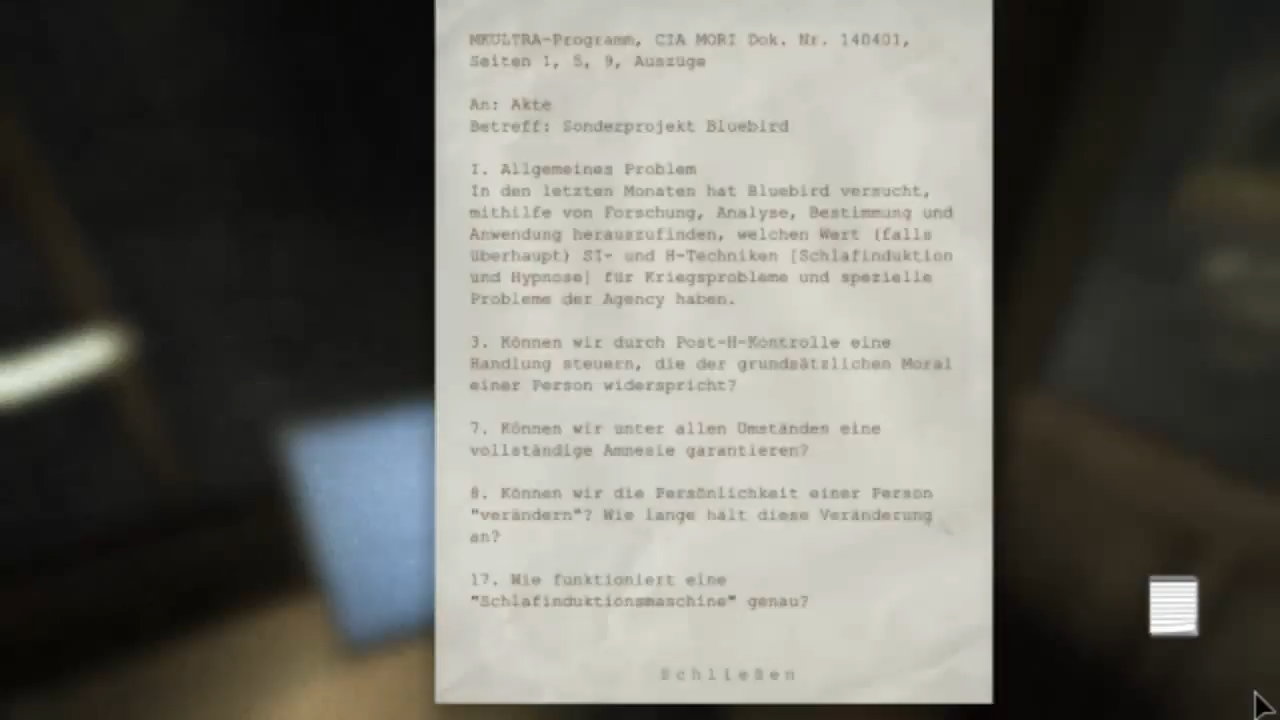 MKULTRA-Programm, CIA MORI Dok. Nr. 140401,
Seiten 1, 5, 9, Auszüge
An: Akte
Betreff: Sonderprojekt Bluebird
I. Allgemeines Problem
In den letzten Monaten hat Bluebird versucht,
mithilfe von Forschung, Analyse, Bestimmung und
Anwendung herauszufinden, welchen Wert (falls
überhaupt) SI- und H-Techniken [Schlafinduktion
und Hypnose] für Kriegsprobleme und spezielle
Probleme der Agency haben.
3. Können wir durch Post-H-Kontrolle eine
Handlung steuern, die der grundsätzlichen Moral
einer Person widerspricht?
7. Können wir unter allen Umständen eine
vollständige Amnesie garantieren?
8. Können wir die Persönlichkeit einer Person
"verändern"? Wie lange hält diese Veränderung
an?
17. Wie funktioniert eine
"Schlafinduktionsmaschine" genau?
Schließen